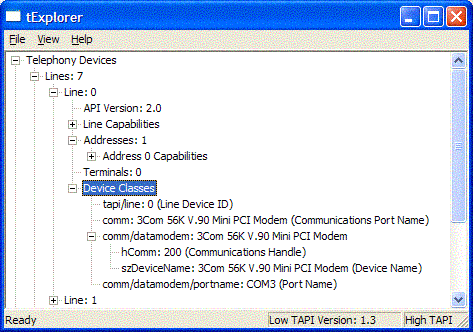 tExplorer
File View Help
Telephony Devices
Lines: 7
Line: 0
API Version: 2.0
Line Capabilities
Addresses: 1
Address 0 Capabilities
Terminals: 0
Device Classes
tapi/line: 0 (Line Device ID)
comm: 3Com 56K V.90 Mini PCI Modem (Communications Port Name)
comm/datamodem: 3Com 56K V.90 Mini PCI Modem
hComm: 200 (Communications Handle)
szDeviceName: 3Com 56K V.90 Mini PCI Modem (Device Name)
comm/datamodem/portname: COM3 (Port Name)
Line: 1
Ready Low TAPI Version: 1.3 High TAPI